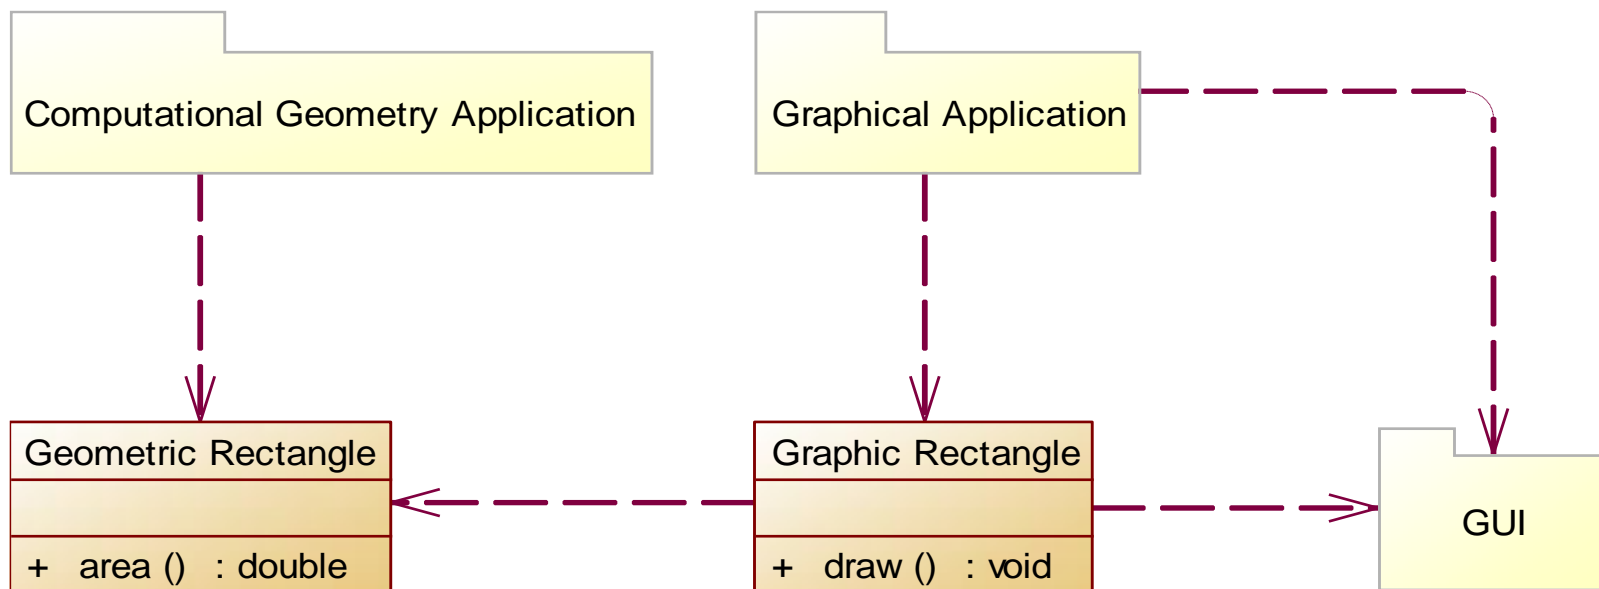 Computational Geometry Application
Graphical Application
Geometric Rectangle
+ area () : double
Graphic Rectangle
+ draw () : void
GUI